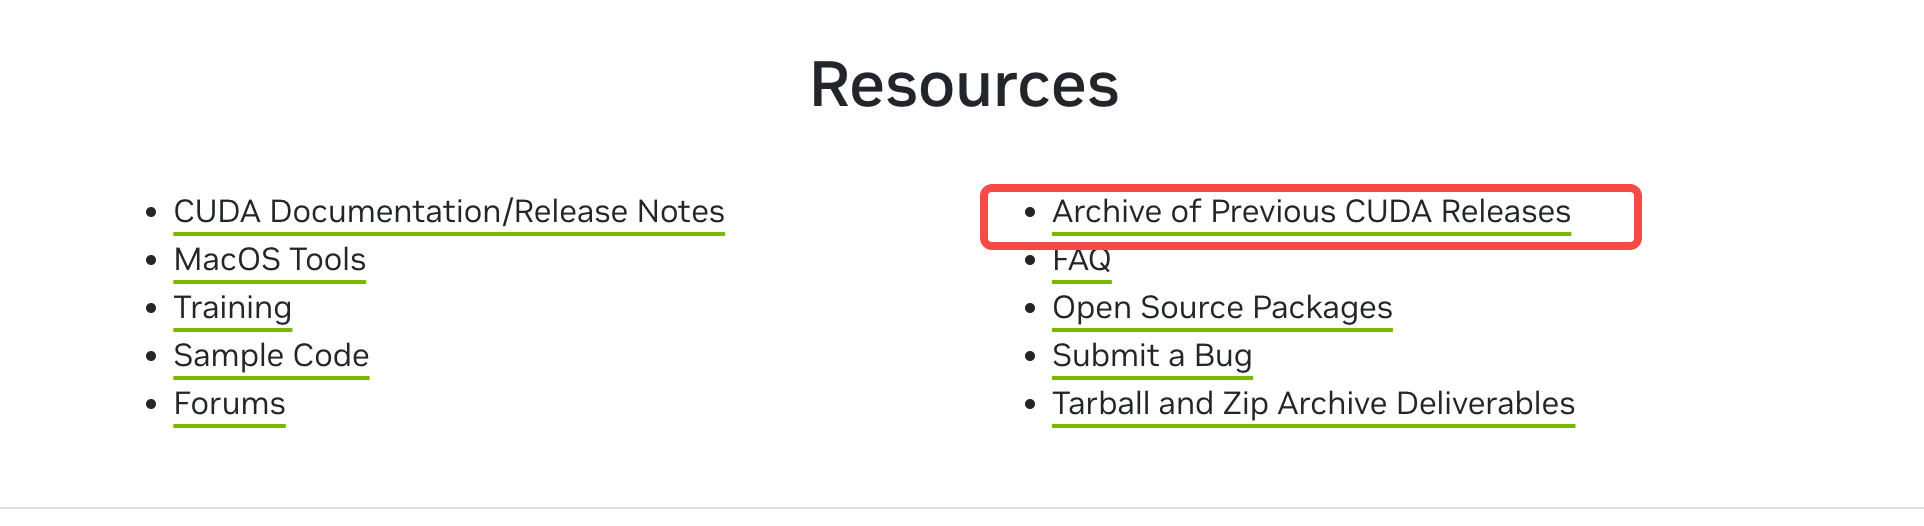 Resources
CUDA Documentation/Release Notes
MacOS Tools
Training
Sample Code
Forums
Archive of Previous CUDA Releases
FAQ
Open Source Packages
Submit a Bug
Tarball and Zip Archive Deliverables